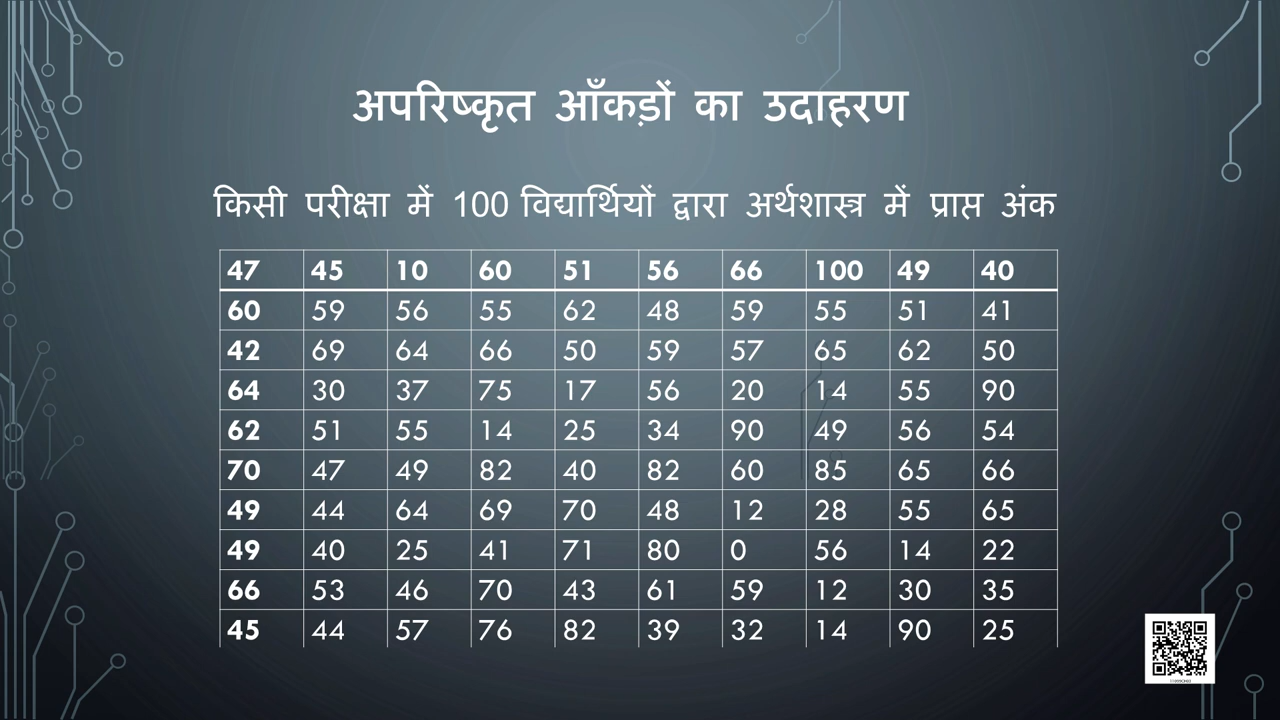 अपरिष्कृत आँकड़ों का उदाहरण
किसी परीक्षा में 100 विद्यार्थियों द्वारा अर्थशास्त्र में प्राप्त अंक
47 45 10 60 51 56 66 100 49 40
60 59 56 55 62 48 59 55 51 41
42 69 64 66 50 59 57 65 62 50
64 30 37 75 17 56 20 14 55 90
62 51 55 14 25 34 90 49 56 54
70 47 49 82 40 82 60 85 65 66
49 44 64 69 70 48 12 28 55 65
49 40 25 41 71 80 0 56 14 22
66 53 46 70 43 61 59 12 30 35
45 44 57 76 82 39 32 14 90 25